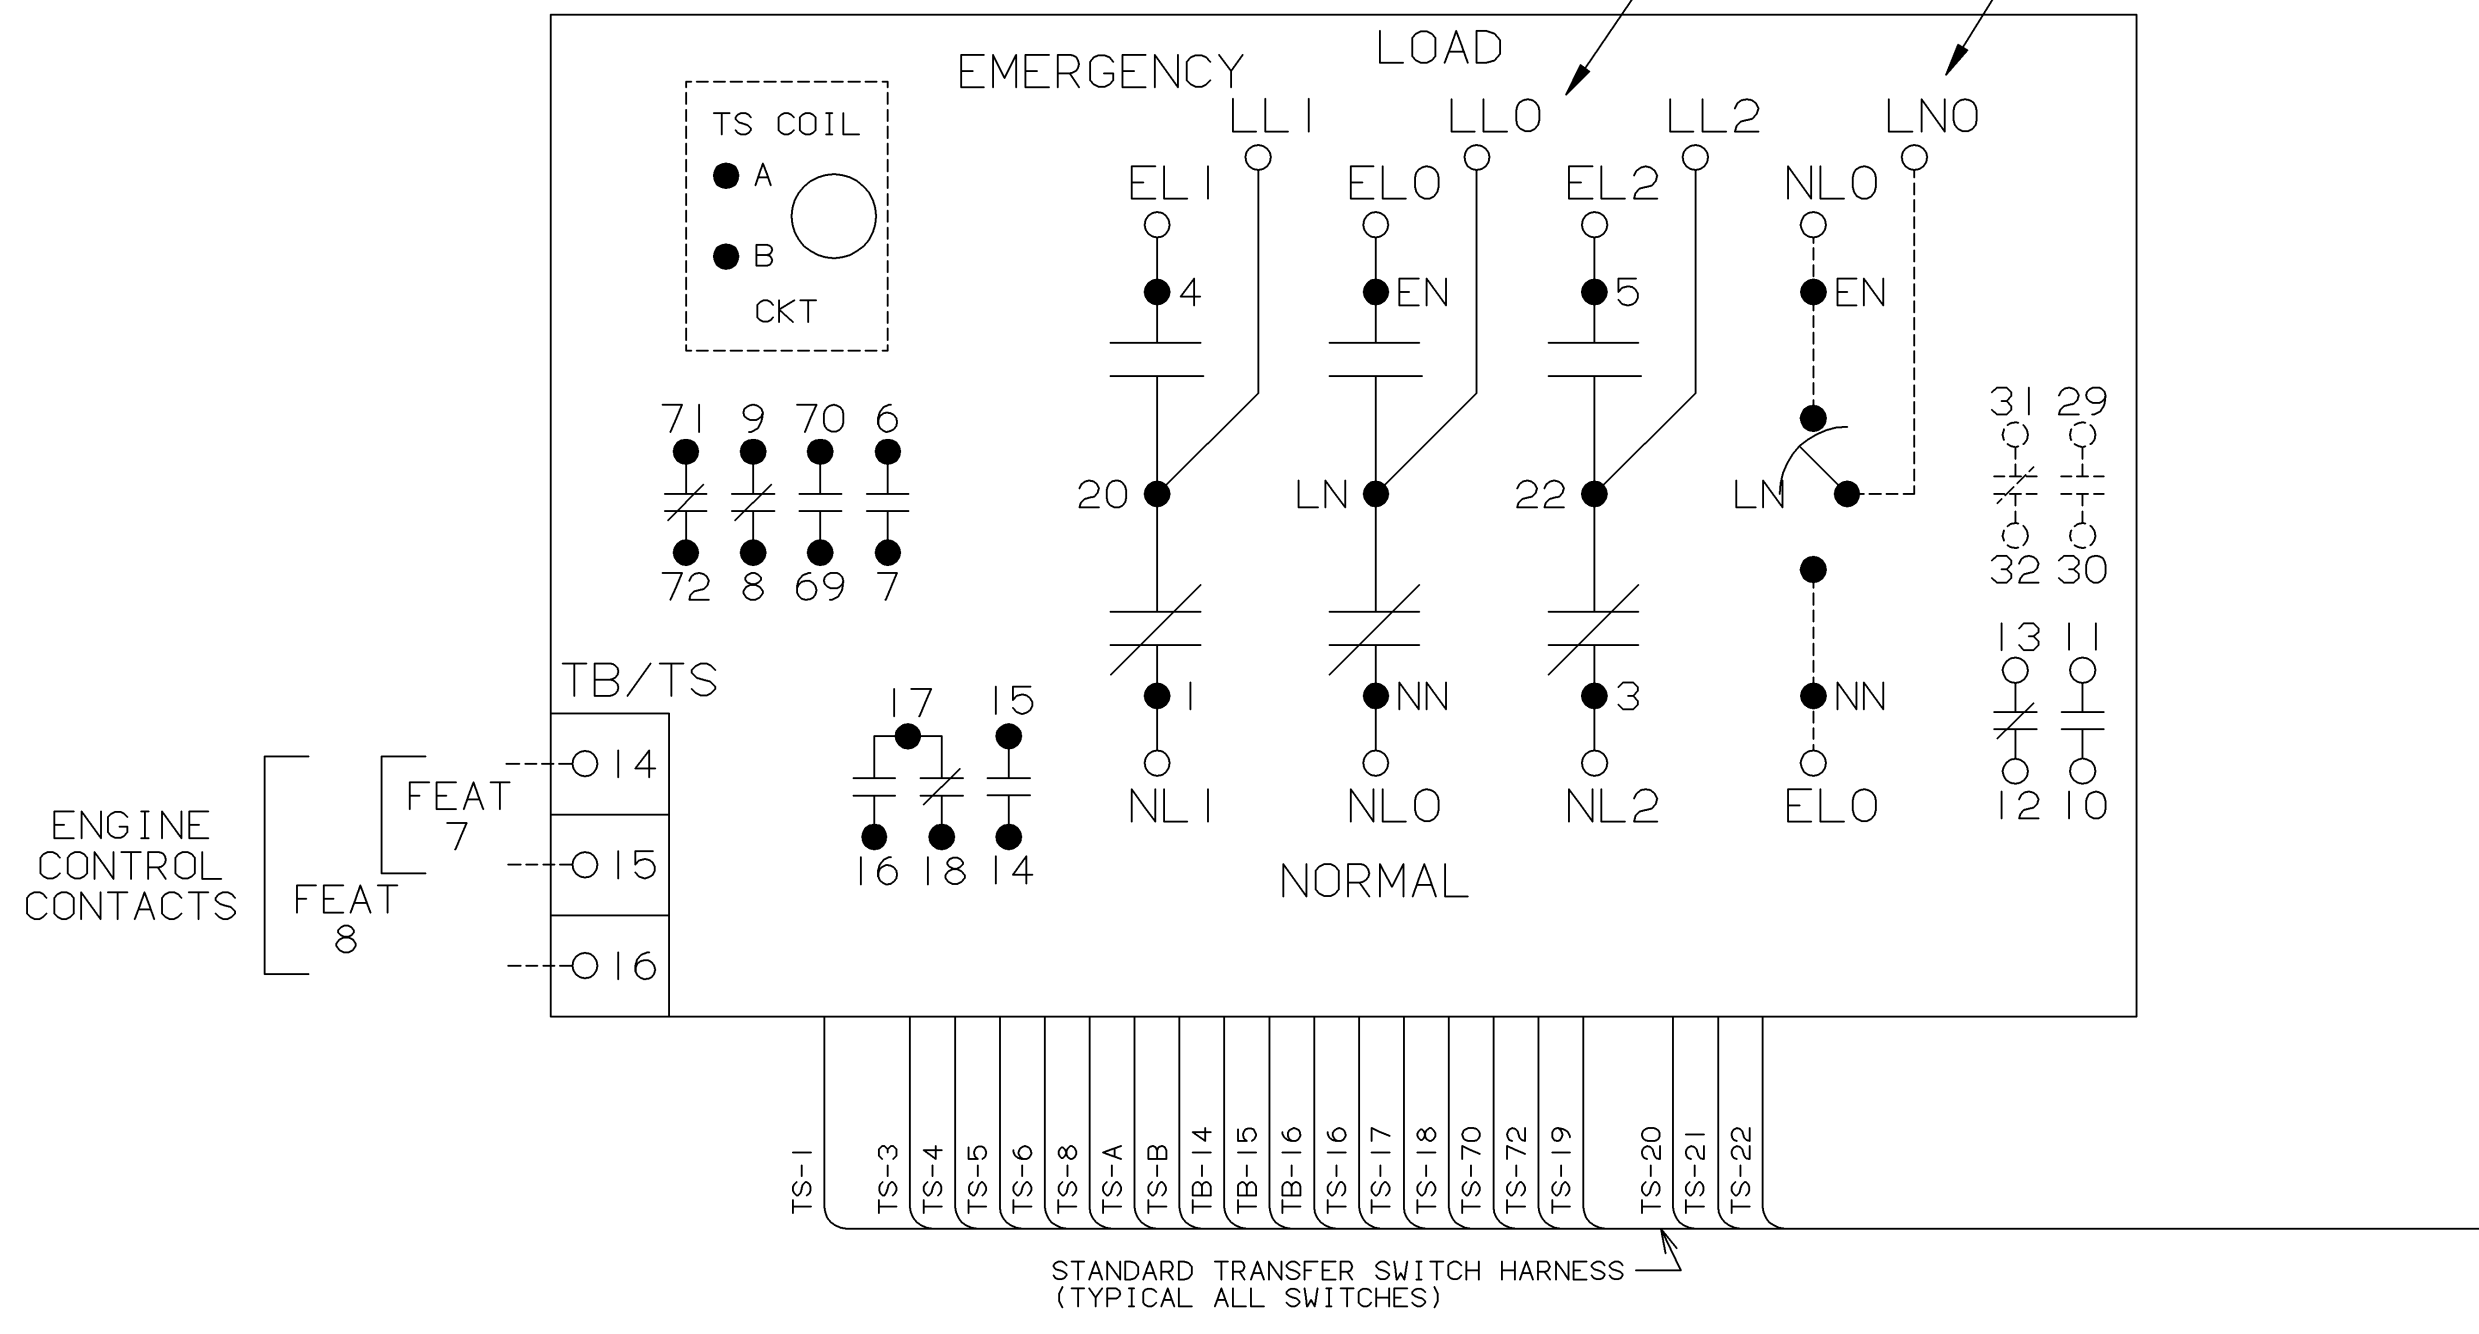 LOAD
EMERGENCY
LL1 LL0 LL2 LN0
TS COIL
A
B
CKT
EL1 EL0 EL2 NL0
4 EN 5 EN
71 9 70 6
72 8 69 7
20 LN 22 LN
31 29
32 30
13 11
12 10
1 NN 3 NN
NL1 NL0 NL2 EL0
NORMAL
TB/TS
14
15
16
17 15
16 18 14
FEAT
7
FEAT
8
ENGINE
CONTROL
CONTACTS
TS-1
TS-3
TS-4
TS-5
TS-6
TS-8
TS-A
TS-B
TB-14
TB-15
TB-16
TS-16
TS-17
TS-18
TS-70
TS-72
TS-19
TS-20
TS-21
TS-22
STANDARD TRANSFER SWITCH HARNESS
(TYPICAL ALL SWITCHES)